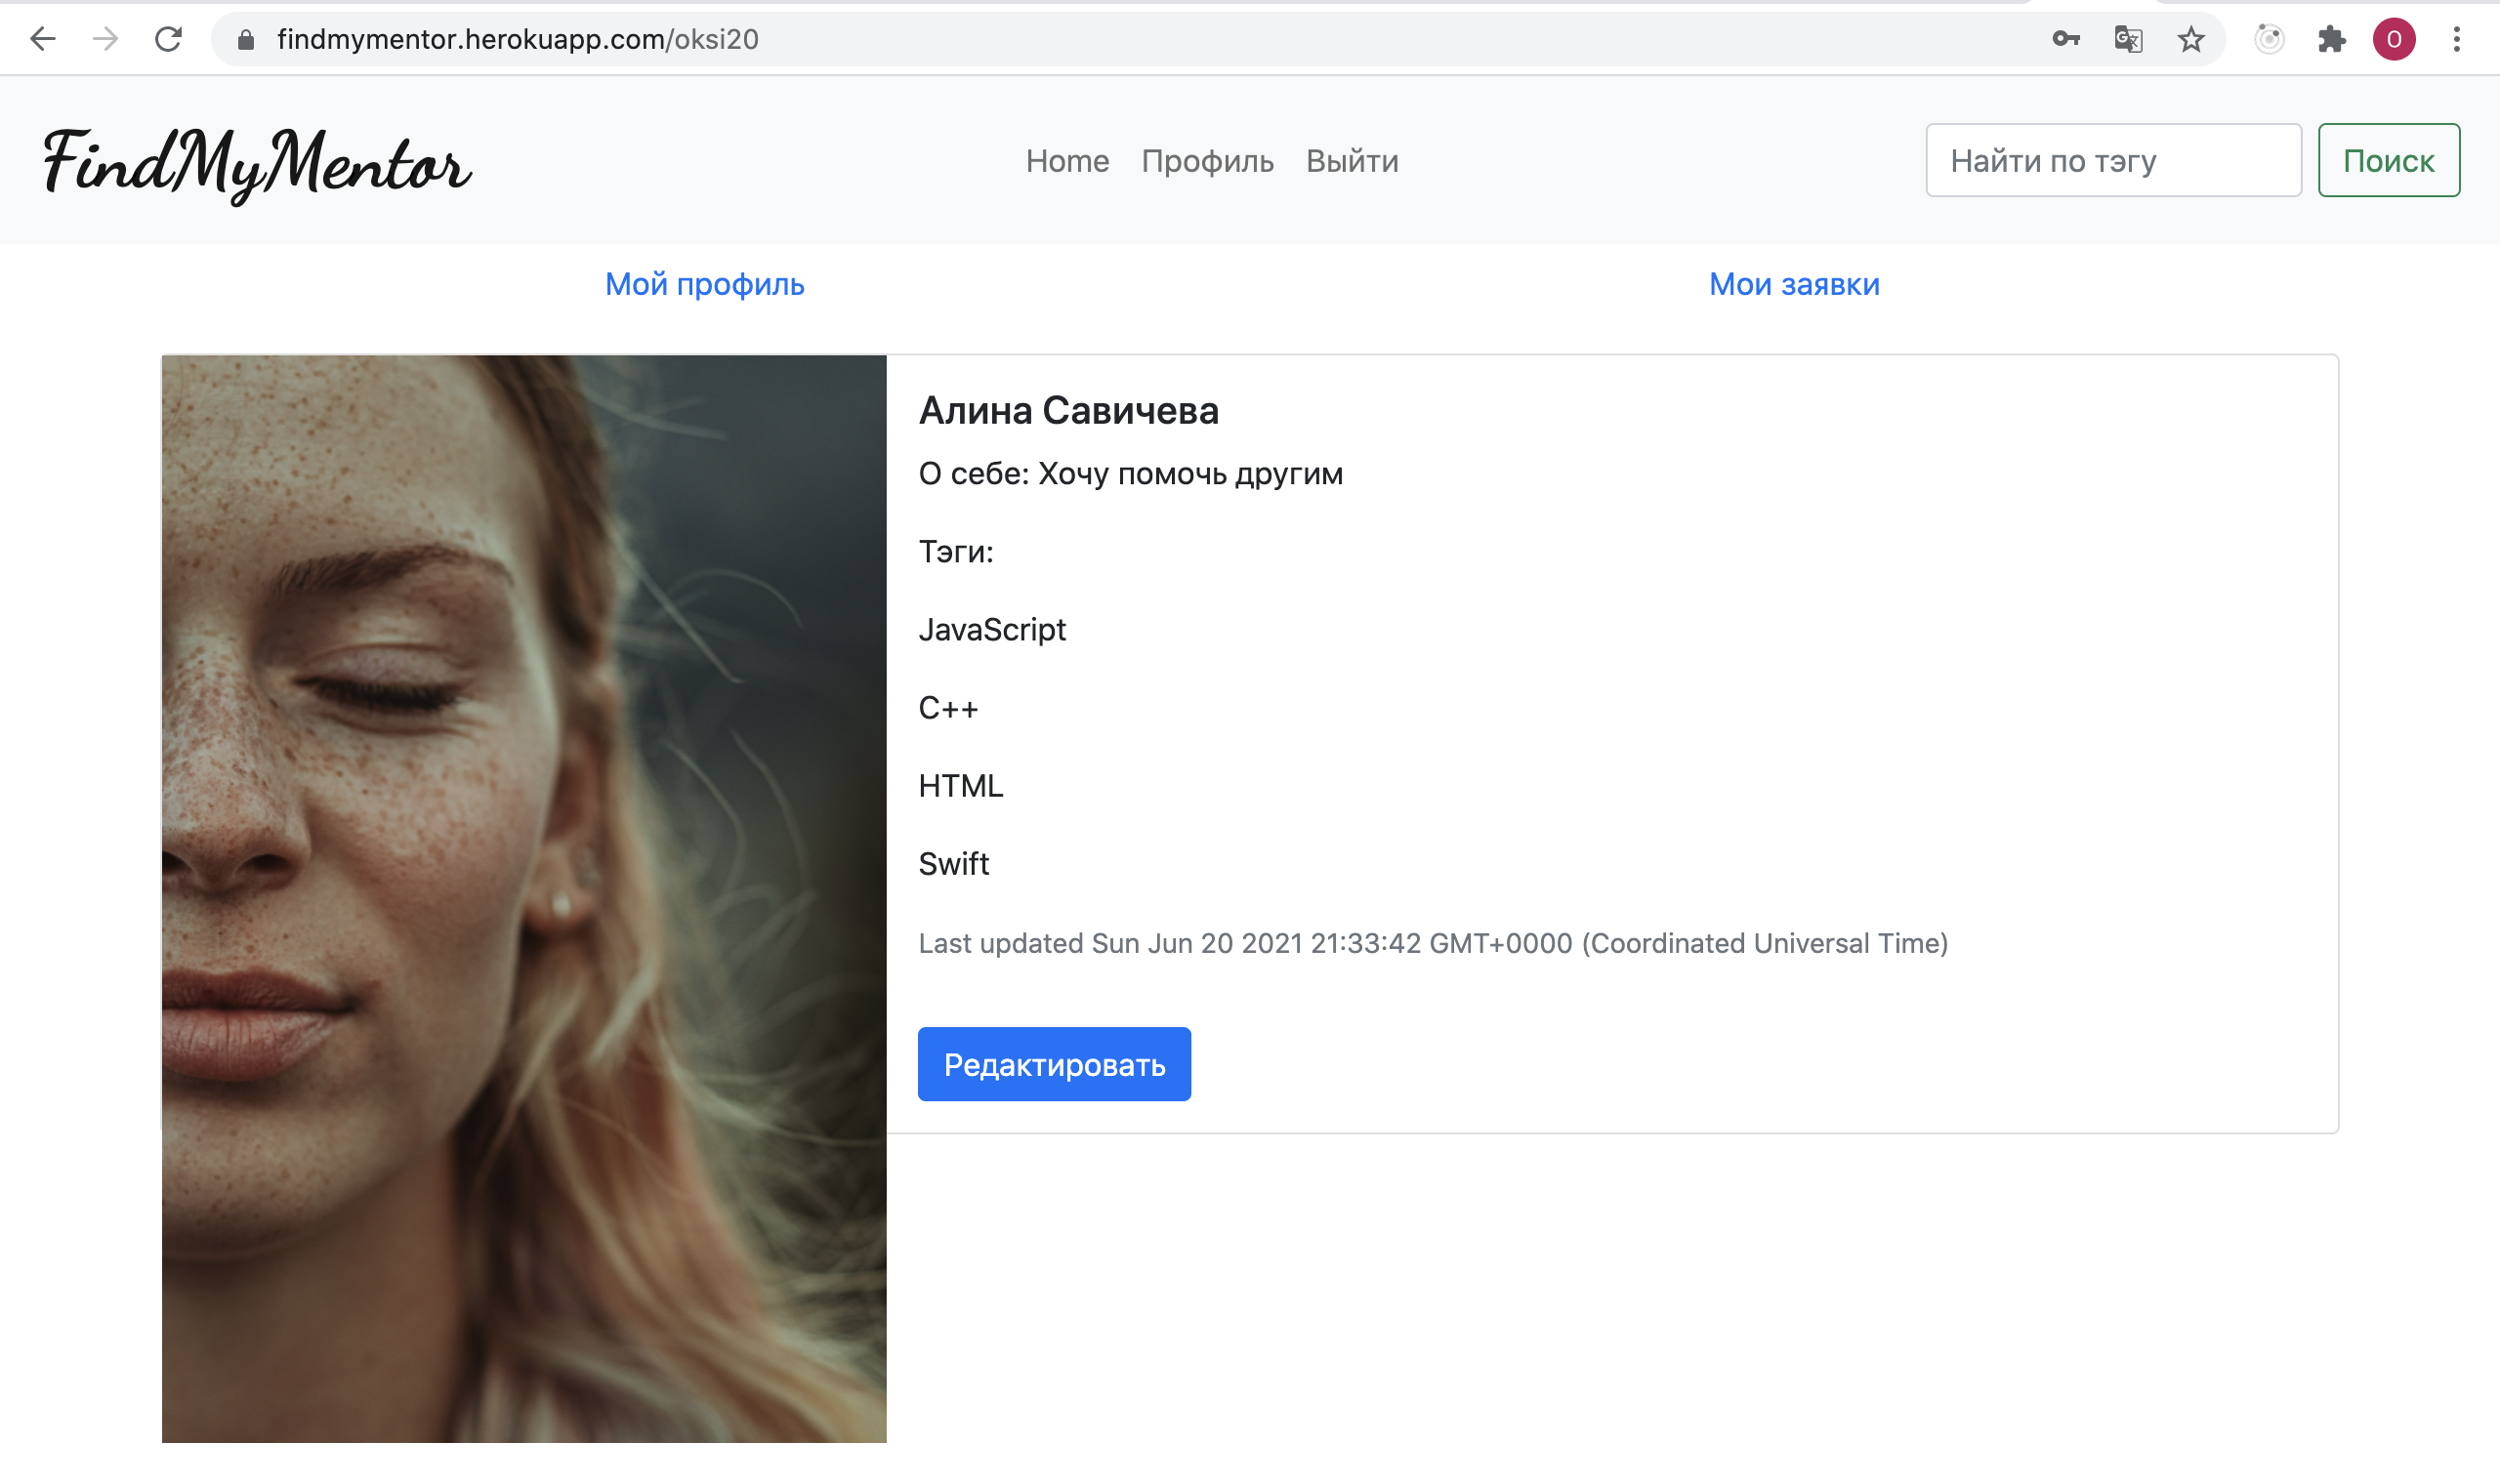 findmymentor.herokuapp.com/oksi20
O
FindMyMentor
Home Профиль Выйти
Найти по тэгу
Поиск
Мой профиль
Мои заявки
Алина Савичева
О себе: Хочу помочь другим
Тэги:
JavaScript
C++
HTML
Swift
Last updated Sun Jun 20 2021 21:33:42 GMT+0000 (Coordinated Universal Time)
Редактировать